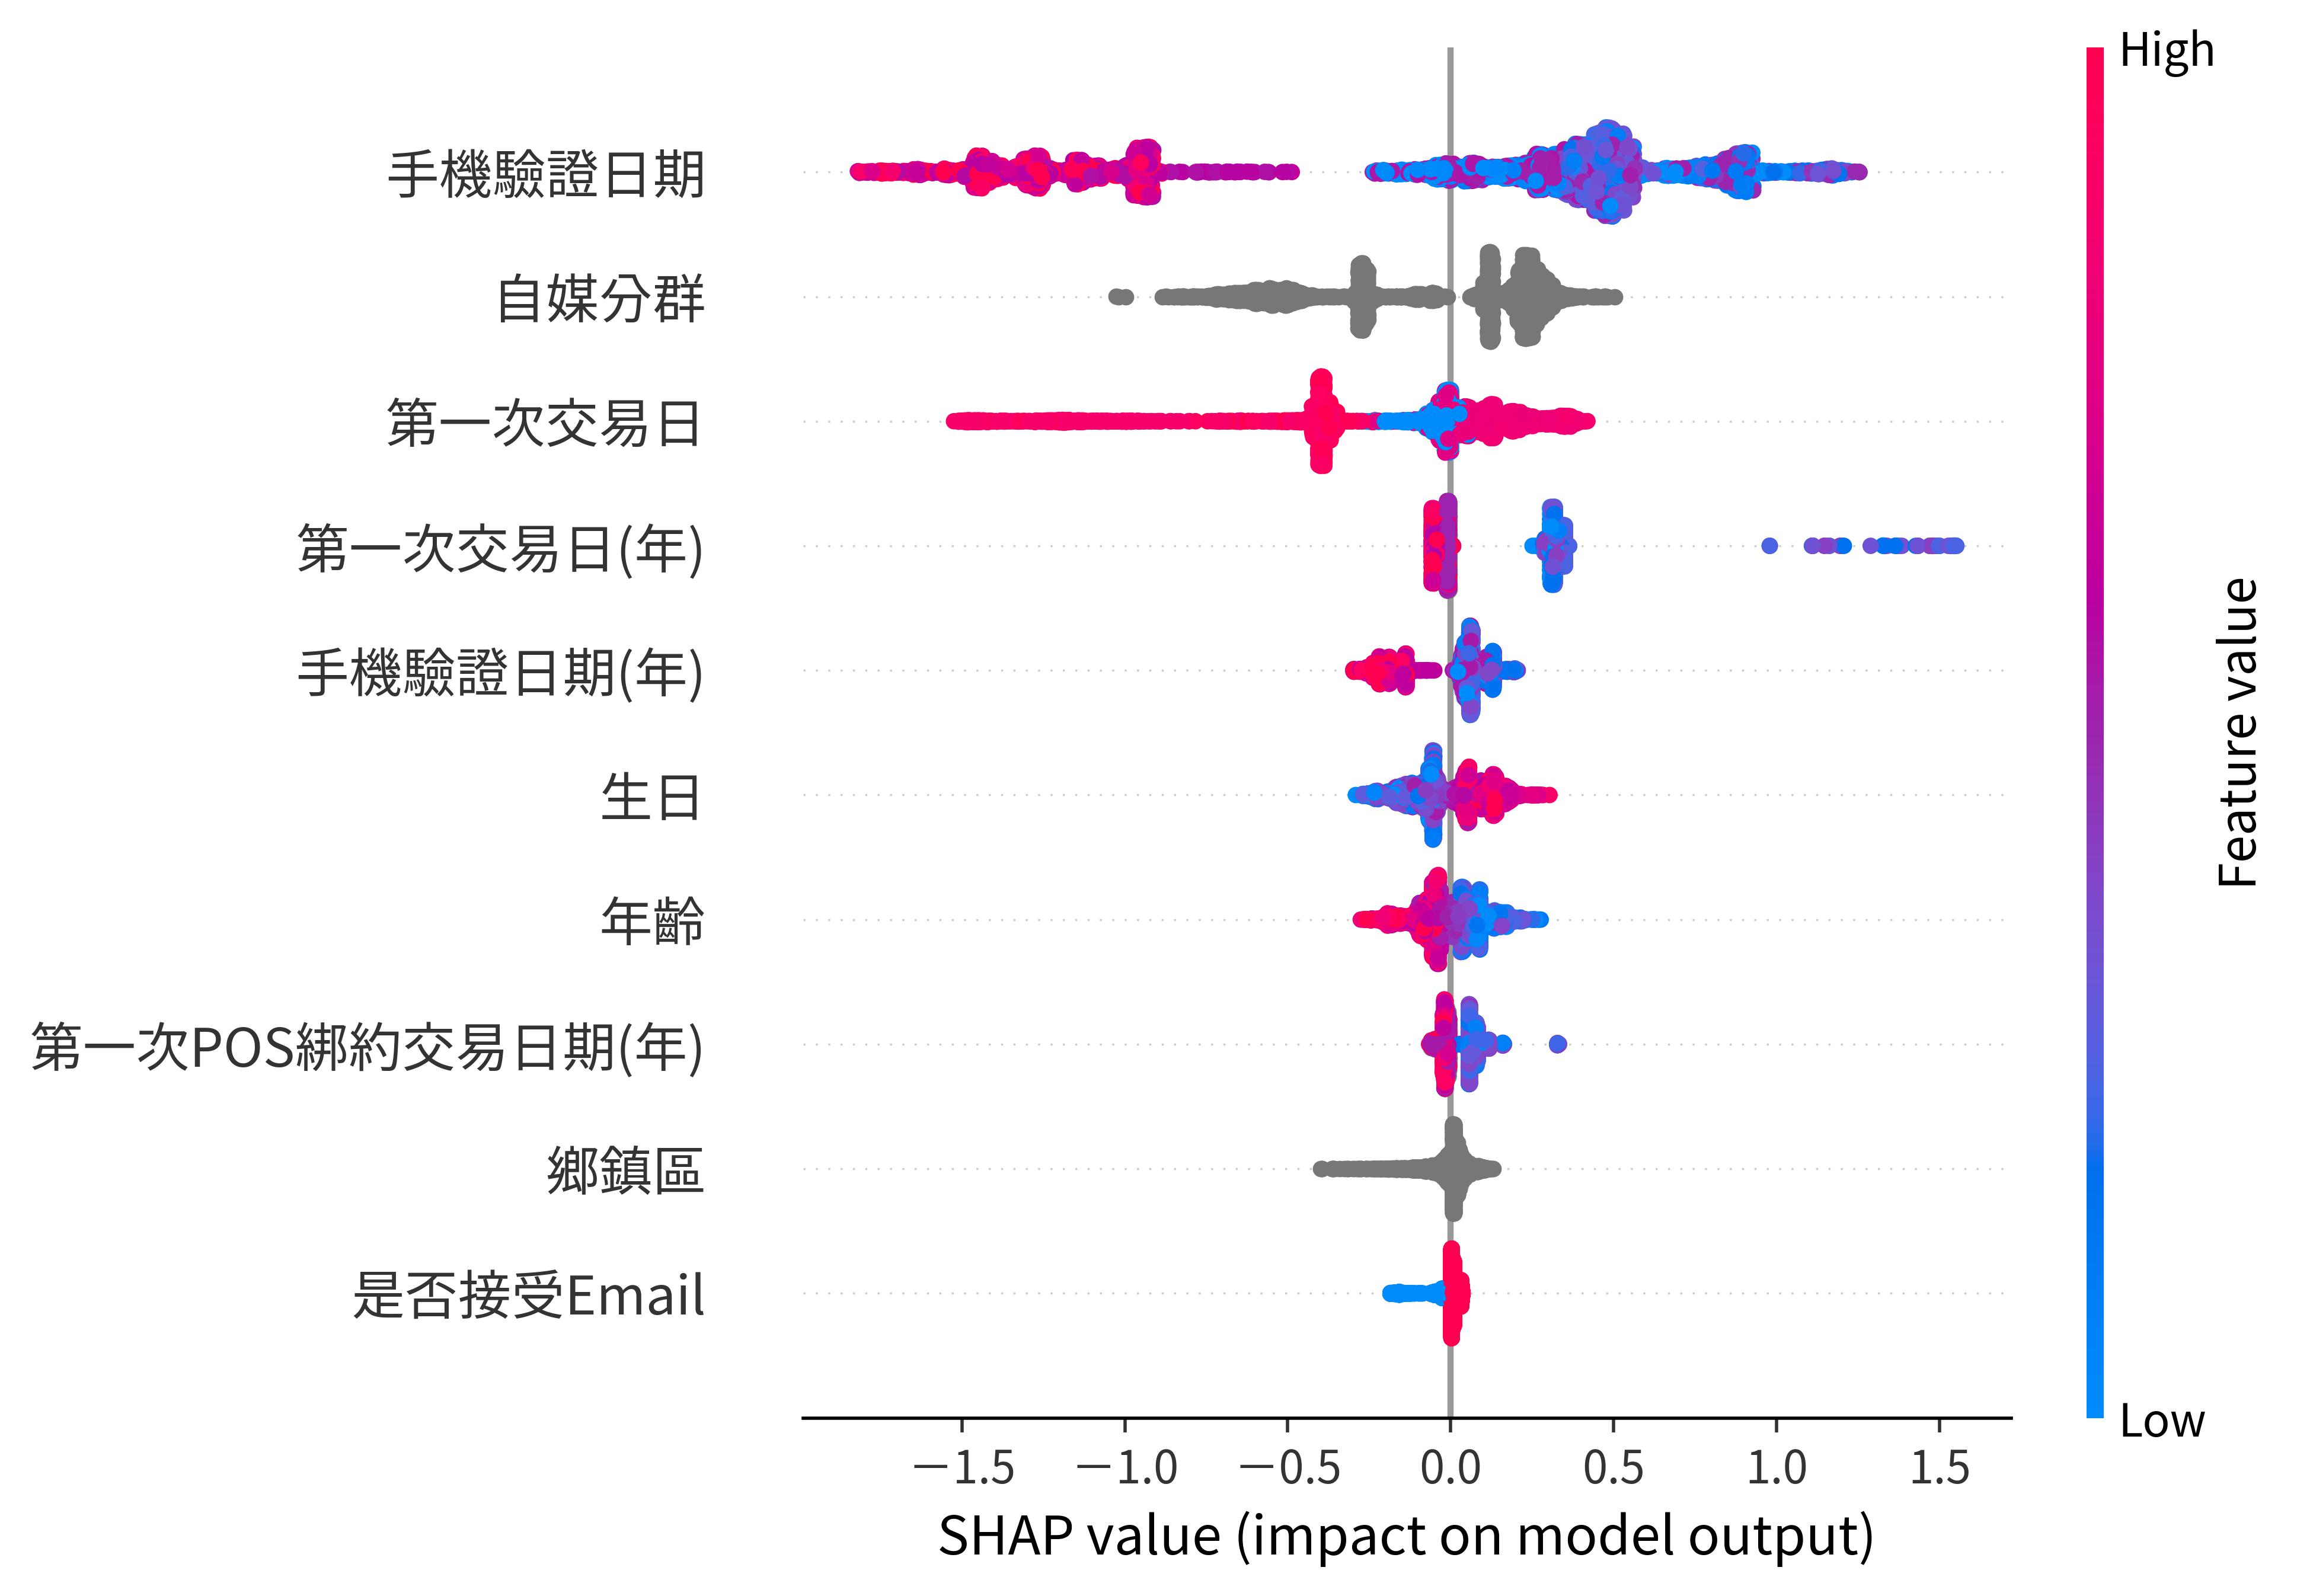 High
手機驗證日期
自媒分群
第一次交易日
第一次交易日(年)
手機驗證日期(年)
生日
年齡
第一次POS綁約交易日期(年)
鄉鎮區
是否接受Email
Feature value
Low
−1.5 −1.0 −0.5 0.0 0.5 1.0 1.5
SHAP value (impact on model output)